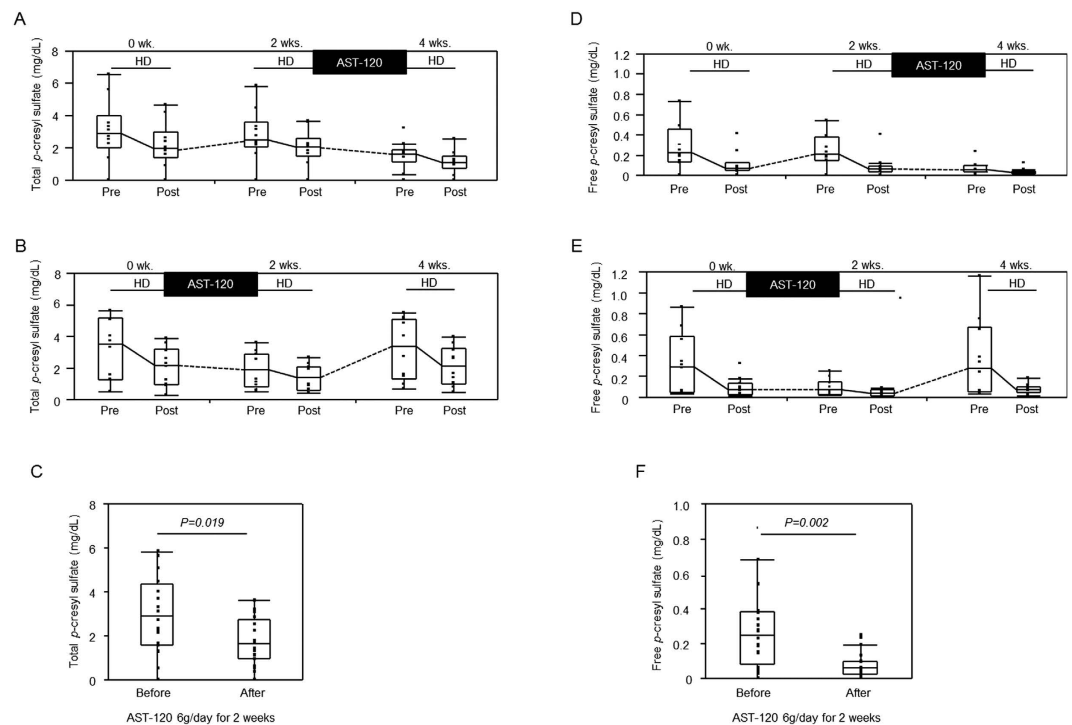 A
0 wk.
2 wks.
4 wks.
HD
HD
AST-120
HD
Total p-cresyl sulfate (mg/dL)
8
6
4
2
0
Pre
Post
Pre
Post
Pre
Post
D
0 wk.
2 wks.
4 wks.
HD
HD
AST-120
HD
Free p-cresyl sulfate (mg/dL)
1.2
1.0
0.8
0.6
0.4
0.2
0
Pre
Post
Pre
Post
Pre
Post
B
0 wk.
2 wks.
4 wks.
HD
AST-120
HD
HD
Total p-cresyl sulfate (mg/dL)
8
6
4
2
0
Pre
Post
Pre
Post
Pre
Post
E
0 wk.
2 wks.
4 wks.
HD
AST-120
HD
HD
Free p-cresyl sulfate (mg/dL)
1.2
1.0
0.8
0.6
0.4
0.2
0
Pre
Post
Pre
Post
Pre
Post
C
P=0.019
Total p-cresyl sulfate (mg/dL)
8
6
4
2
0
Before
After
AST-120 6g/day for 2 weeks
F
P=0.002
Free p-cresyl sulfate (mg/dL)
1.0
0.8
0.6
0.4
0.2
0
Before
After
AST-120 6g/day for 2 weeks